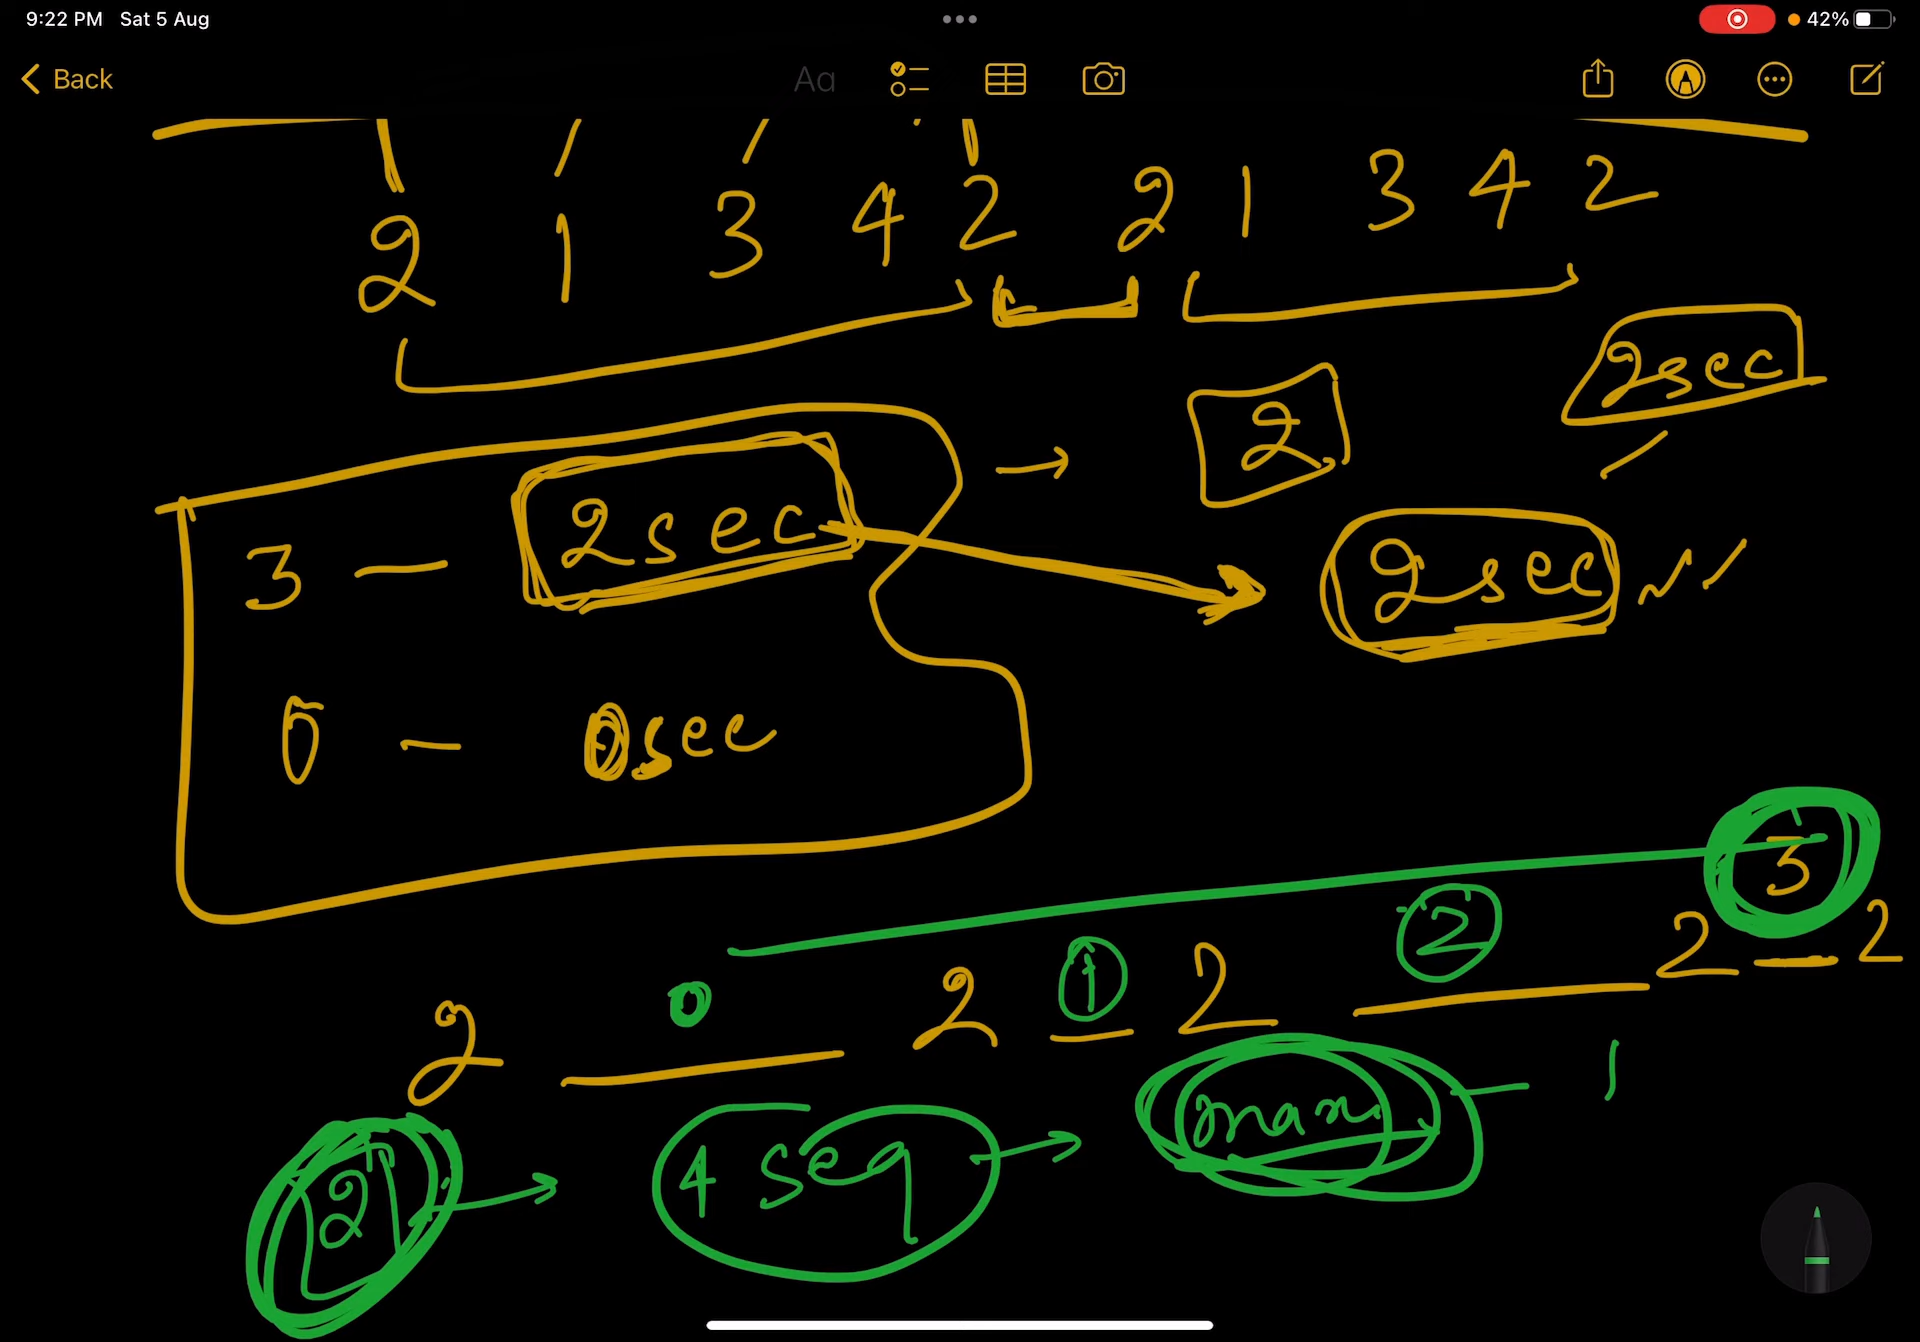 9:22 PM Sat 5 Aug
42%
Back
Aa
2 1 3 4 2 2 1 3 4 2
2sec
2
3 — 2sec
2sec
0 — 0sec
3
0 1 2
2 2 2 2 2
2 → 4 seq → max — 1